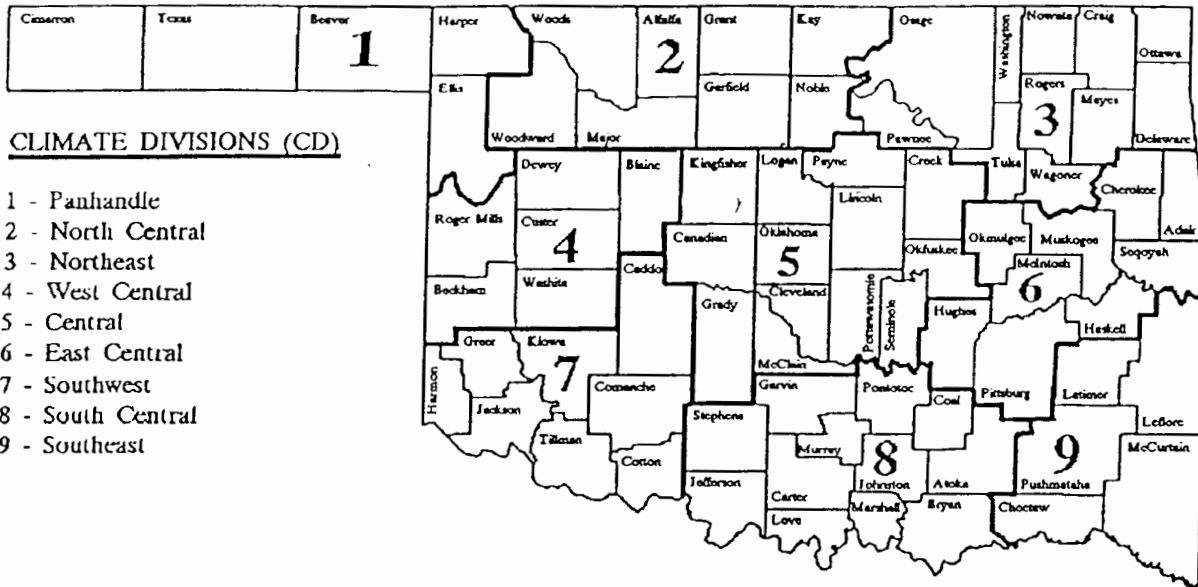 Cimarron Texas Beaver Harper Woods Alfalfa Grant Kay Osage Washington Nowata Craig Ottawa
1 2
Ellis Garfield Noble Rogers Mayes
3
Woodward Major Pawnee Delaware
CLIMATE DIVISIONS (CD)
Dewey Blaine Kingfisher Logan Payne Creek Tulsa Wagoner Cherokee
1 - Panhandle
Roger Mills Custer Lincoln Adair
2 - North Central
4 Canadian Oklahoma Okfuskee Okmulgee Muskogee Sequoyah
3 - Northeast
Washita Caddo 5 McIntosh
4 - West Central
Beckham Grady Cleveland Pottawatomie Seminole Hughes 6 Haskell
5 - Central
6 - East Central
Greer Kiowa McClain
7 - Southwest
Harmon 7 Comanche Garvin Pontotoc Coal Pittsburg Latimer
8 - South Central
Jackson Stephens Leflore
9 - Southeast
Tillman Cotton Murray 8 9 McCurtain
Jefferson Johnston Atoka Pushmataha
Carter Marshall Bryan Choctaw
Love